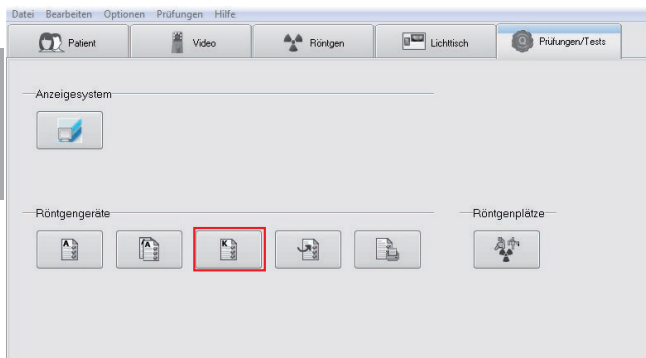 Datei Bearbeiten Optionen Prüfungen Hilfe
Patient Video Röntgen Lichttisch Q Prüfungen/Tests
Anzeigesystem
Röntgengeräte Röntgenplätze
A A K